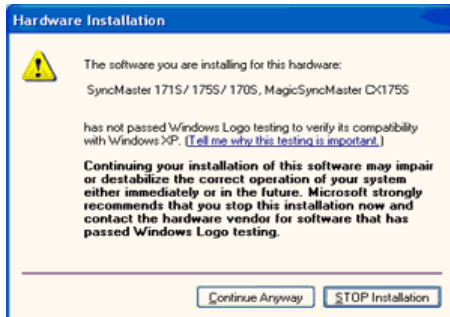 Hardware Installation
The software you are installing for this hardware:
SyncMaster 171S/ 175S/ 170S, MagicSyncMaster CX175S
has not passed Windows Logo testing to verify its compatibility
with Windows XP. (Tell me why this testing is important.)
Continuing your installation of this software may impair
or destabilize the correct operation of your system
either immediately or in the future. Microsoft strongly
recommends that you stop this installation now and
contact the hardware vendor for software that has
passed Windows Logo testing.
Continue Anyway STOP Installation